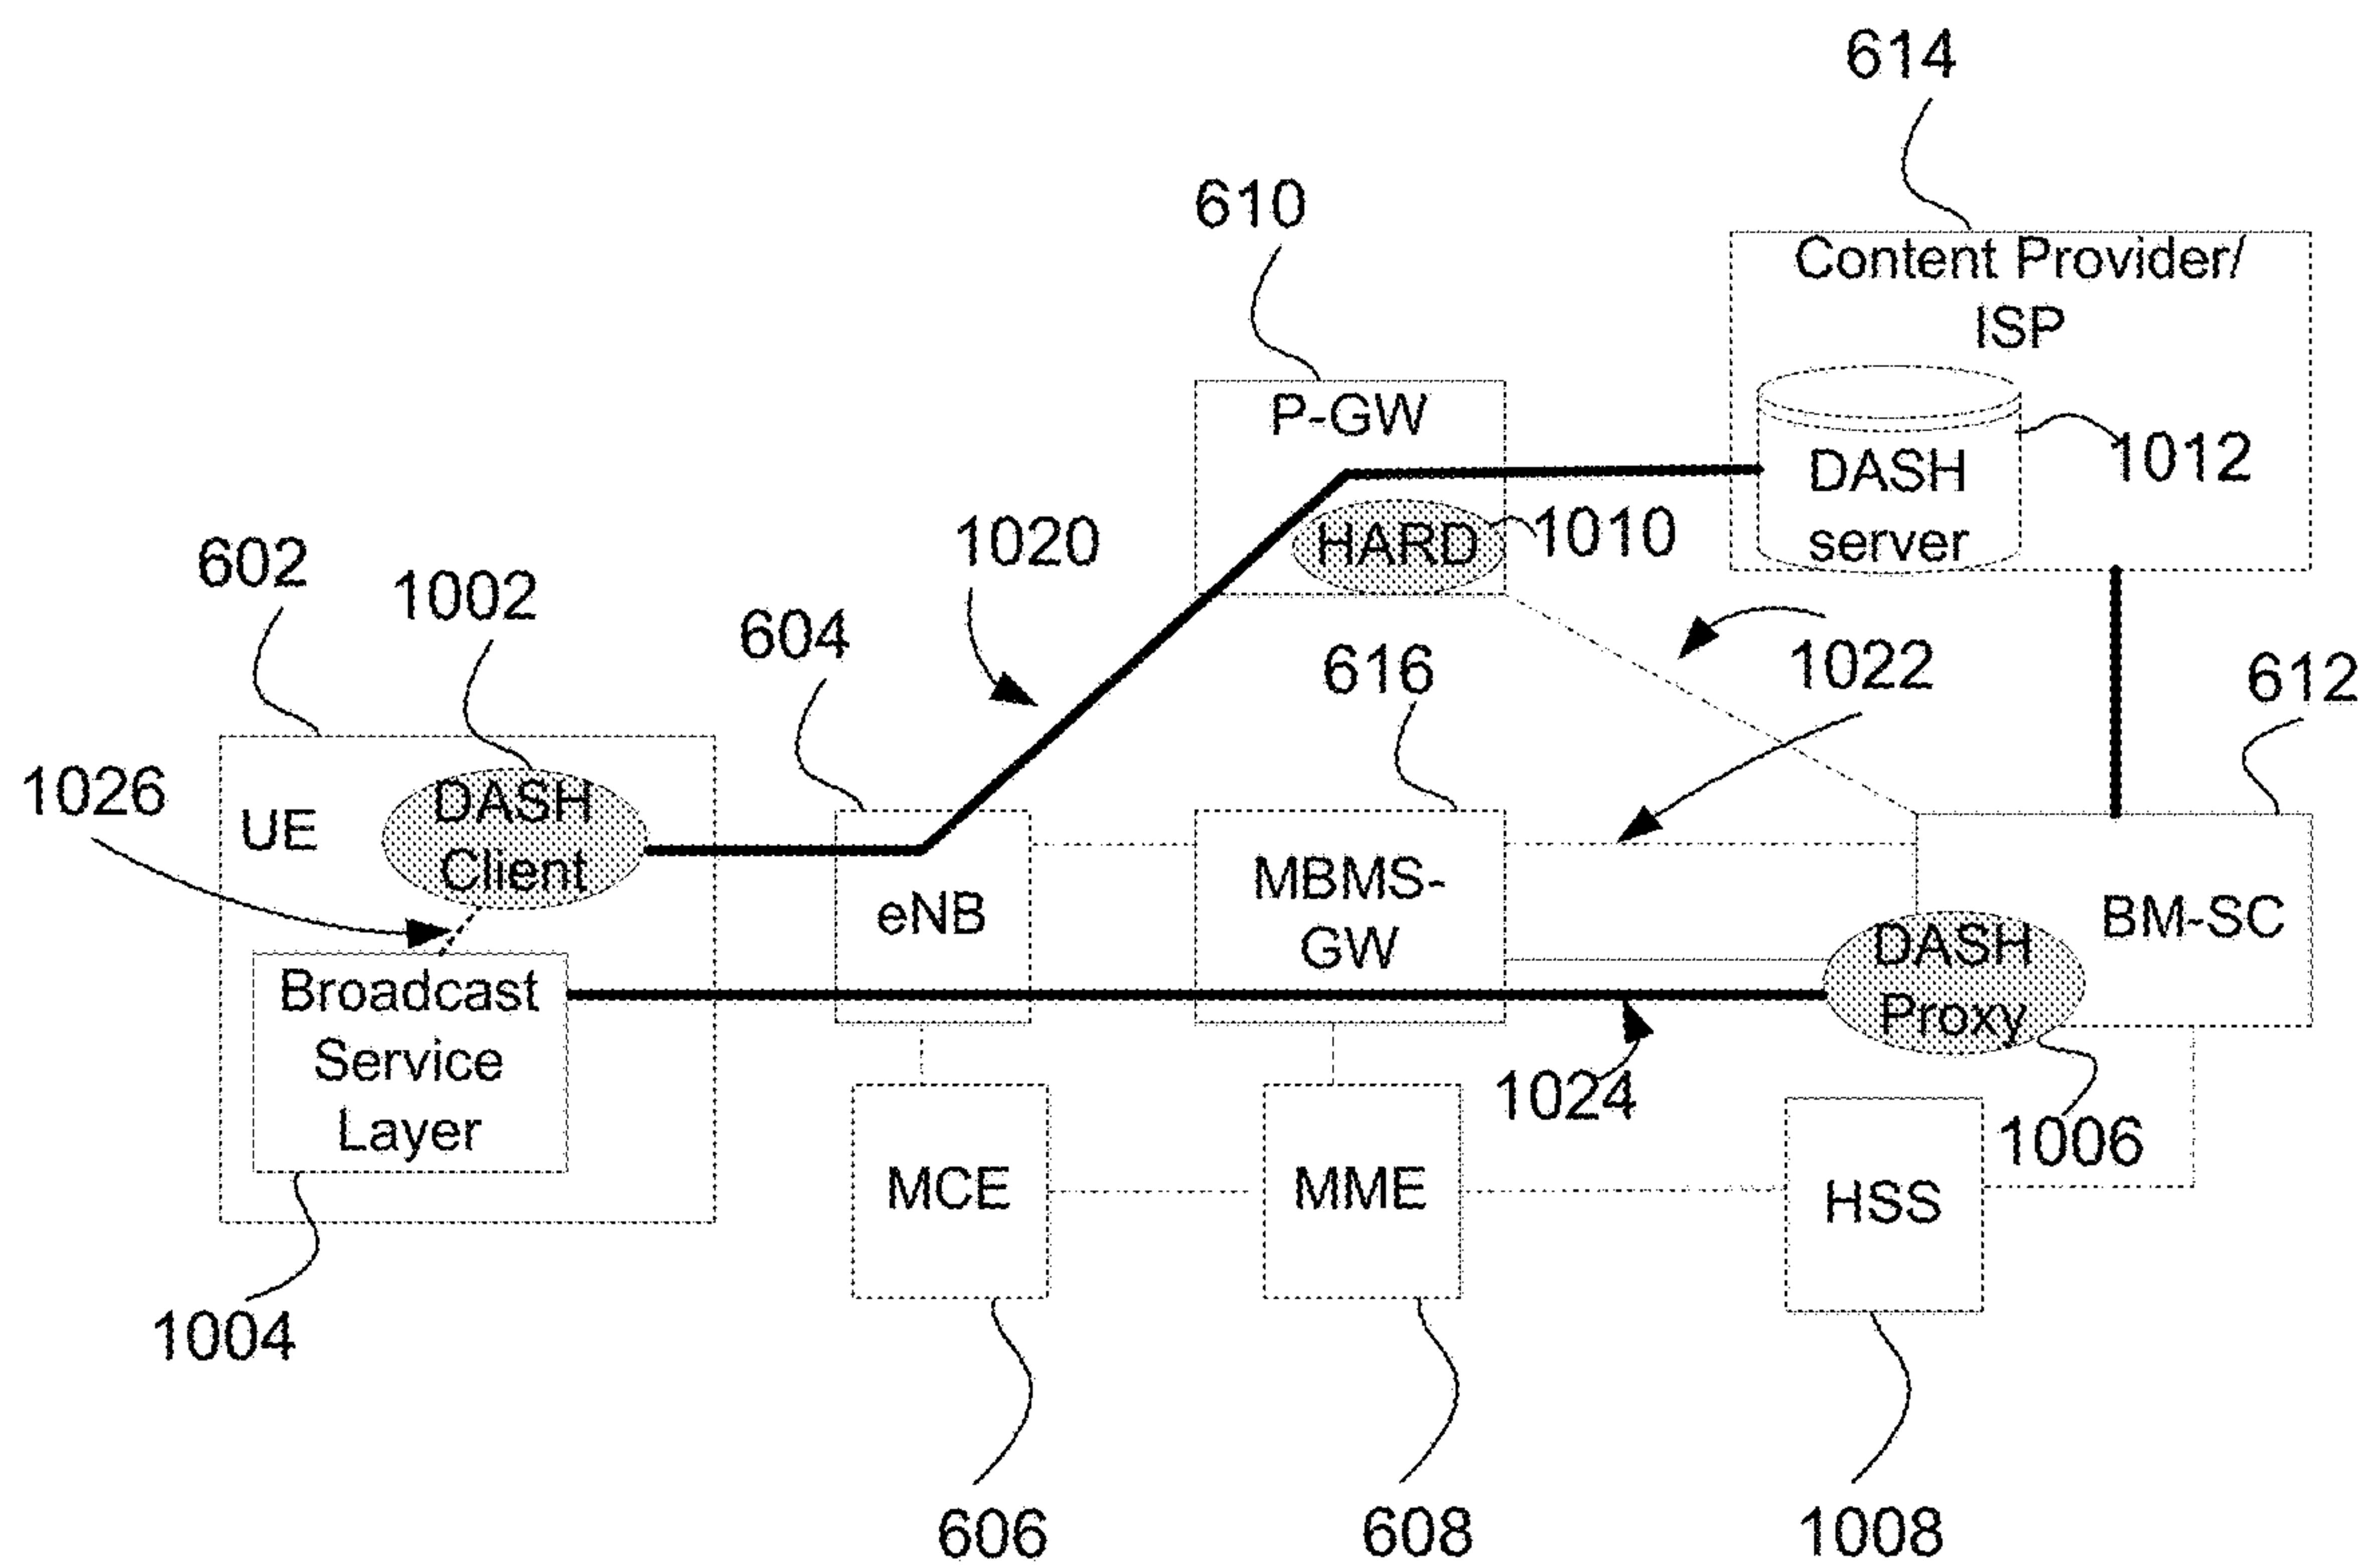 614
610
Content Provider/
ISP
P-GW
1012
DASH
server
1020
HARD
1010
602
1002
604
616
1022
612
1026
UE
DASH
Client
eNB
MBMS-
GW
BM-SC
DASH
Proxy
Broadcast
Service
Layer
1024
1006
MCE
MME
HSS
1004
606
608
1008